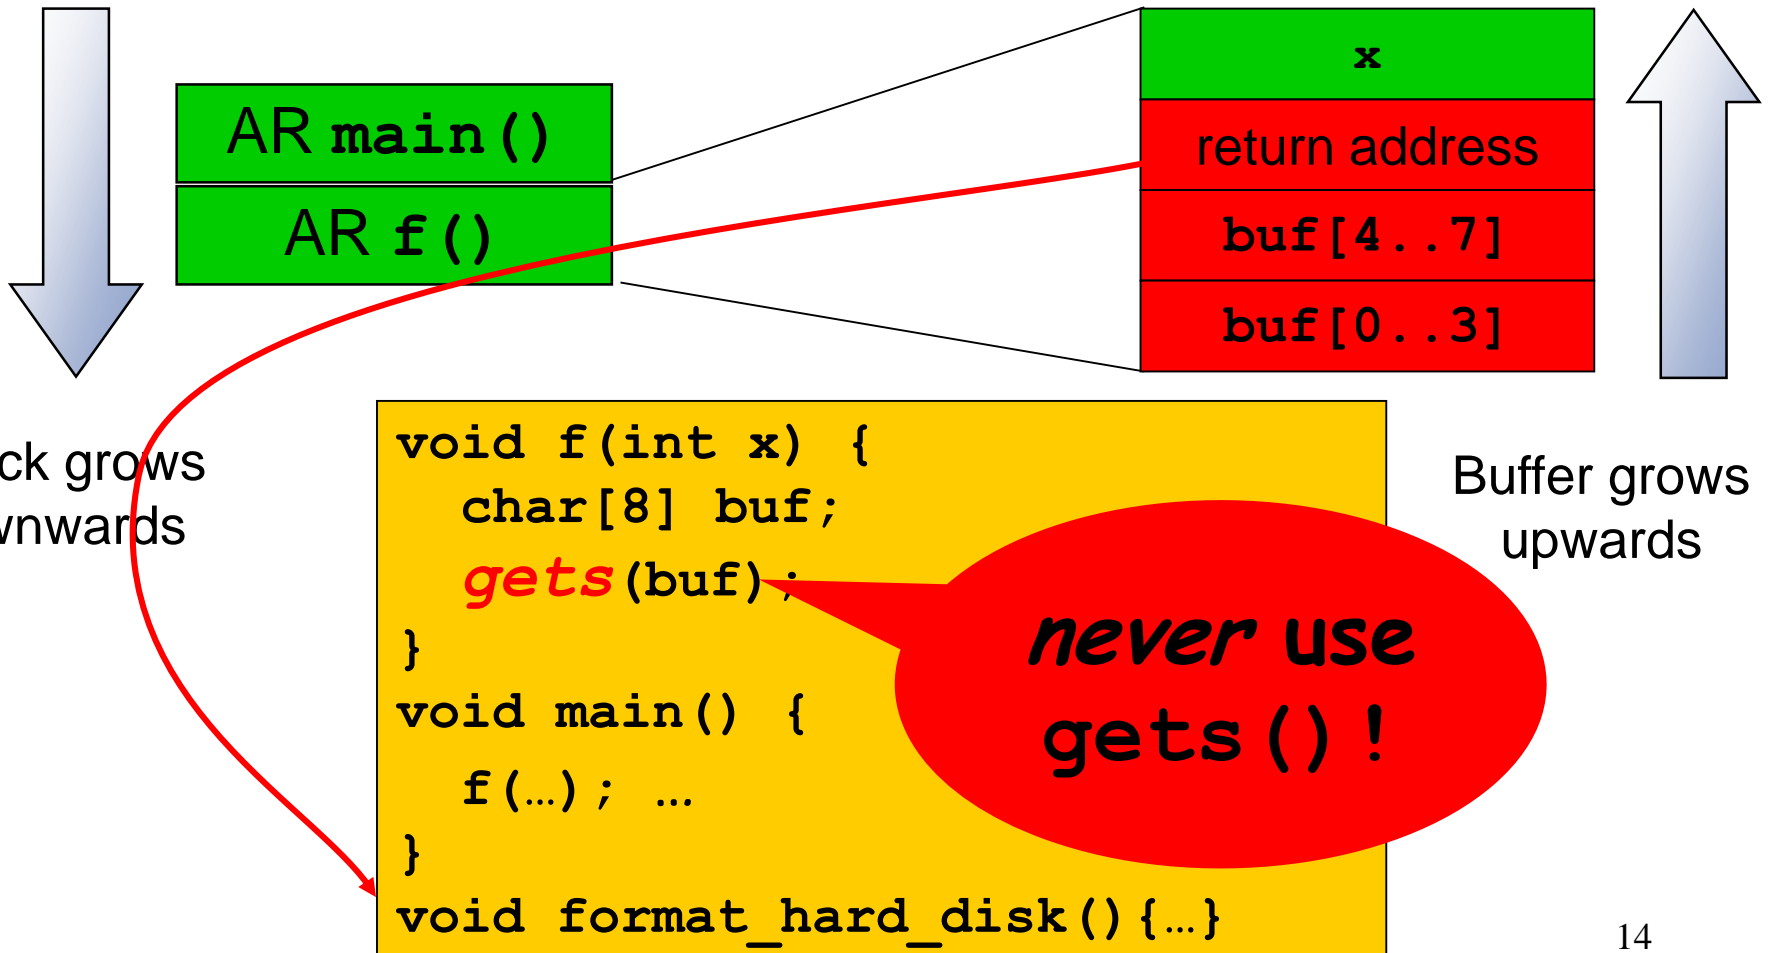 AR main()
AR f()
x
return address
buf[4..7]
buf[0..3]
ck grows
wnwards
void f(int x) {
char[8] buf;
gets(buf);
}
void main() {
f(…); …
}
void format_hard_disk(){…}
never use
gets()!
Buffer grows
upwards
14